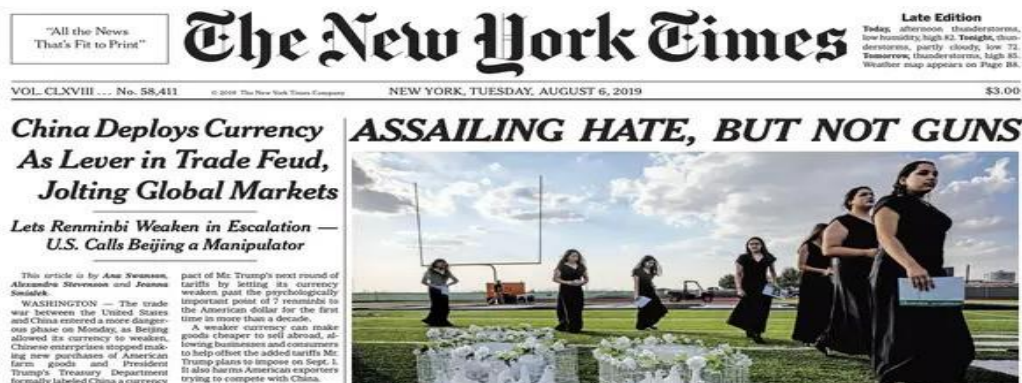 "All the News
That's Fit to Print"
The New York Times
Late Edition
Today, afternoon thunderstorms,
low humidity, high 82. Tonight, thun-
derstorms, partly cloudy, low 72.
Tomorrow, thunderstorms, high 85.
Weather map appears on Page B8.
VOL. CLXVIII ... No. 58,411
© 2019 The New York Times Company
NEW YORK, TUESDAY, AUGUST 6, 2019
$3.00
China Deploys Currency
As Lever in Trade Feud,
Jolting Global Markets
Lets Renminbi Weaken in Escalation —
U.S. Calls Beijing a Manipulator
This article is by Ana Swanson,
Alexandra Stevenson and Jeanna
Smialek.
WASHINGTON — The trade
war between the United States
and China entered a more danger-
ous phase on Monday, as Beijing
allowed its currency to weaken,
Chinese enterprises stopped mak-
ing new purchases of American
farm goods and President
Trump's Treasury Department
formally labeled China a currency
pact of Mr. Trump's next round of
tariffs by letting its currency
weaken past the psychologically
important point of 7 renminbi to
the American dollar for the first
time in more than a decade.
A weaker currency can make
goods cheaper to sell abroad, al-
lowing businesses and consumers
to help offset the added tariffs Mr.
Trump plans to impose on Sept. 1.
It also harms American exporters
trying to compete with China.
ASSAILING HATE, BUT NOT GUNS